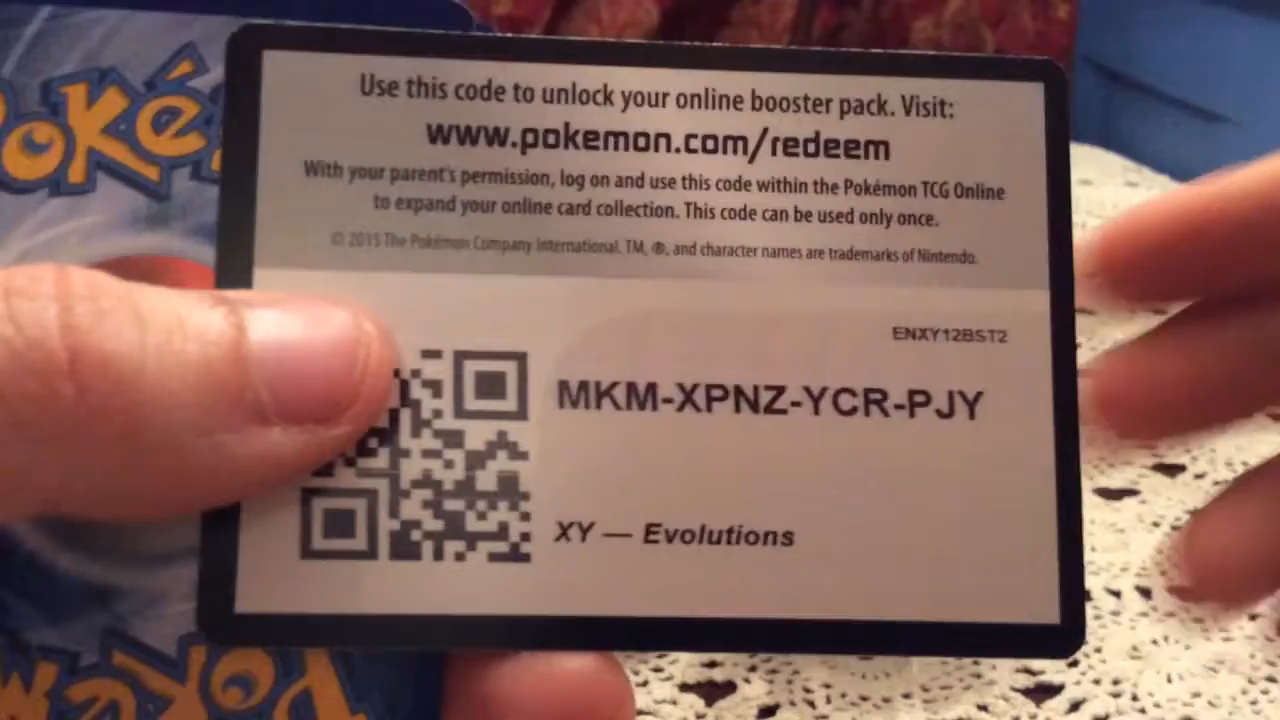 Poké
Use this code to unlock your online booster pack. Visit:
www.pokemon.com/redeem
With your parent's permission, log on and use this code within the Pokémon TCG Online
to expand your online card collection. This code can be used only once.
© 2015 The Pokémon Company International. TM, ®, and character names are trademarks of Nintendo.
ENXY12BST2
MKM-XPNZ-YCR-PJY
XY — Evolutions
Poké